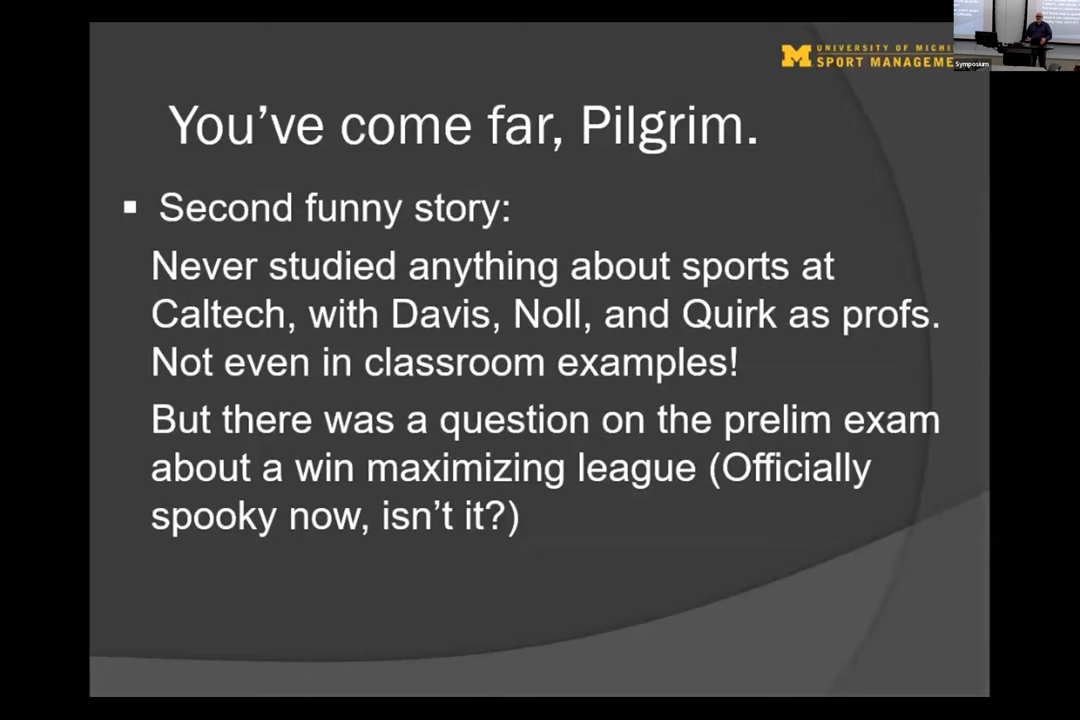 UNIVERSITY OF MICHI
SPORT MANAGEME
Symposium
You've come far, Pilgrim.
▪ Second funny story:
Never studied anything about sports at
Caltech, with Davis, Noll, and Quirk as profs.
Not even in classroom examples!
But there was a question on the prelim exam
about a win maximizing league (Officially
spooky now, isn't it?)